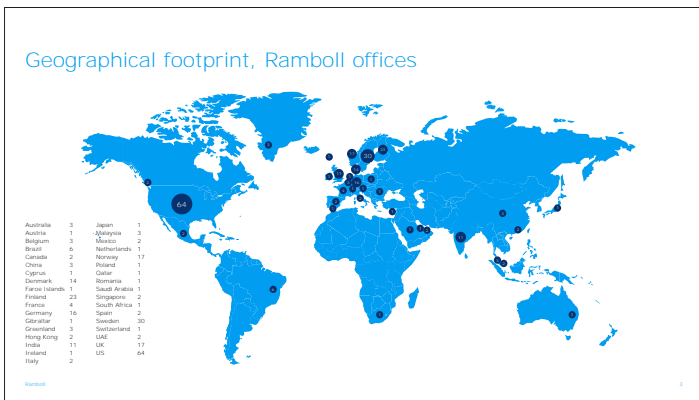 Geographical footprint, Ramboll offices
64
30
Australia 3
Austria 1
Belgium 3
Brazil 6
Canada 2
China 3
Cyprus 1
Denmark 14
Faroe Islands 1
Finland 23
France 4
Germany 16
Gibraltar 1
Greenland 3
Hong Kong 2
India 11
Ireland 1
Italy 2
Japan 1
Malaysia 3
Mexico 2
Netherlands 1
Norway 17
Poland 1
Qatar 1
Romania 1
Saudi Arabia 1
Singapore 2
South Africa 1
Spain 2
Sweden 30
Switzerland 1
UAE 2
UK 17
US 64
Ramboll